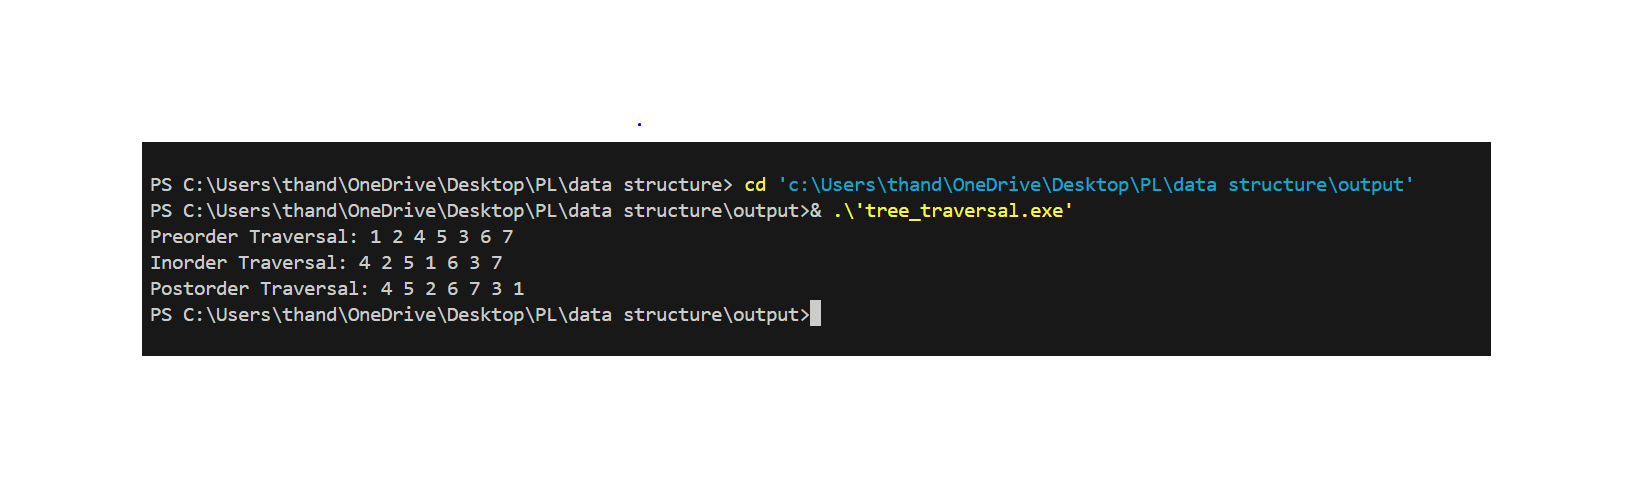 PS C:\Users\thand\OneDrive\Desktop\PL\data structure> cd 'c:\Users\thand\OneDrive\Desktop\PL\data structure\output'
PS C:\Users\thand\OneDrive\Desktop\PL\data structure\output>& .\'tree_traversal.exe'
Preorder Traversal: 1 2 4 5 3 6 7
Inorder Traversal: 4 2 5 1 6 3 7
Postorder Traversal: 4 5 2 6 7 3 1
PS C:\Users\thand\OneDrive\Desktop\PL\data structure\output>